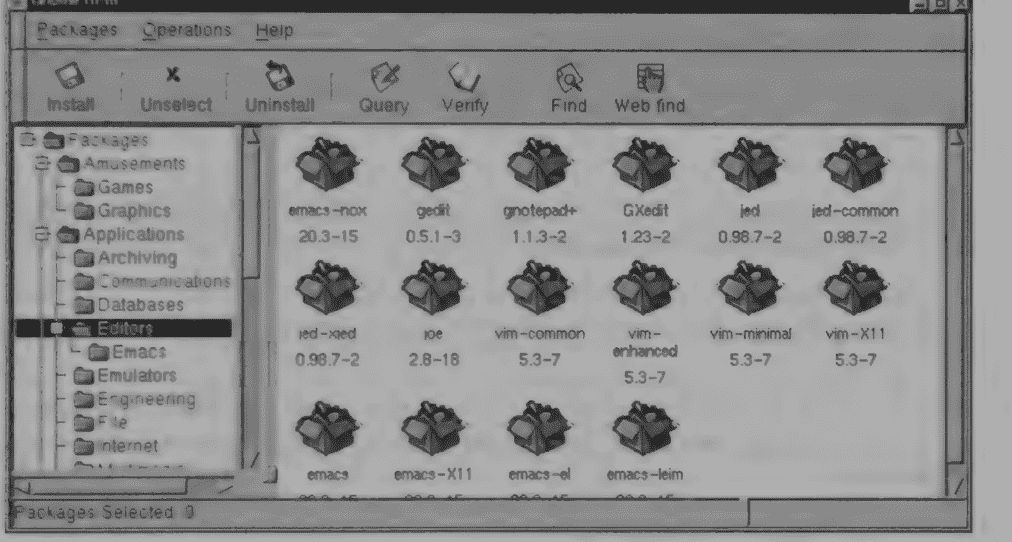 Packages Operations Help
Install Unselect Uninstall Query Verify Find Web find
Packages
Amusements
Games
Graphics
Applications
Archiving
Communications
Databases
Editors
Emacs
Emulators
Engineering
File
Internet
emacs-nox gedit gnotepad+ GXedit jed jed-common
20.3-15 0.5.1-3 1.1.3-2 1.23-2 0.98.7-2 0.98.7-2
jed-xjed joe vim-common vim-enhanced vim-minimal vim-X11
0.98.7-2 2.8-18 5.3-7 5.3-7 5.3-7 5.3-7
emacs emacs-X11 emacs-el emacs-leim
Packages Selected: 0